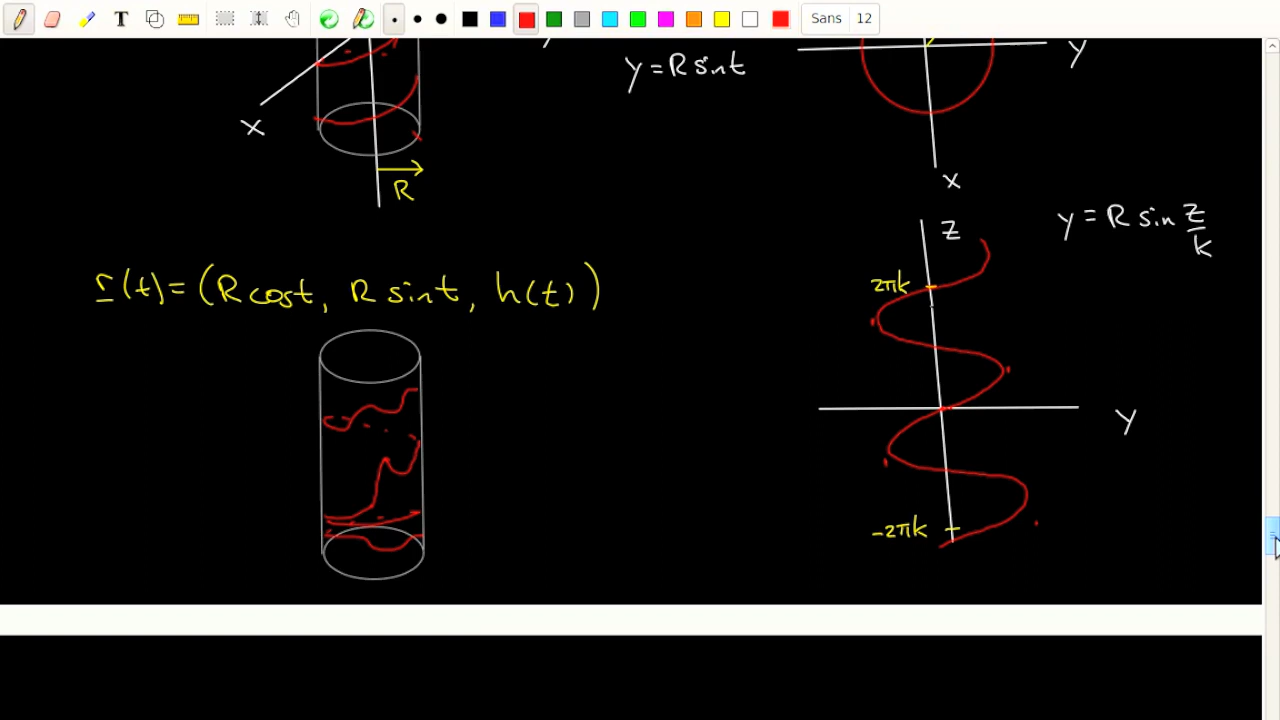 Sans 12
y = R sin t
y
x
x
R
z
y = R sin z/k
2πk
r(t) = (R cos t, R sin t, h(t))
y
-2πk